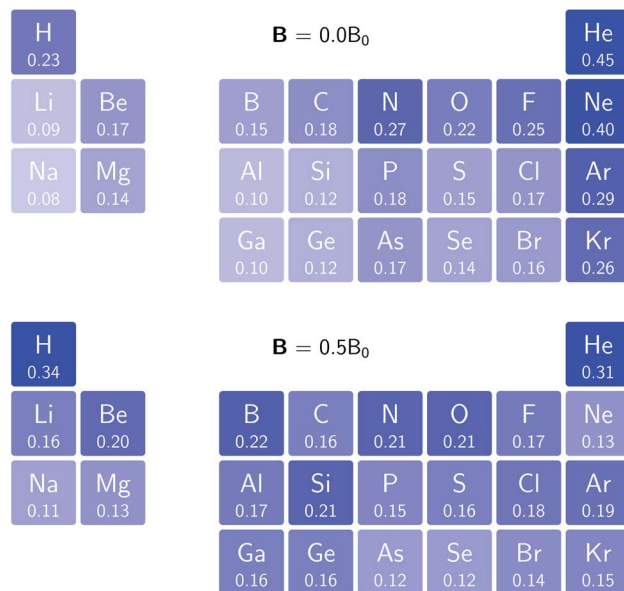 H B = 0.0B₀ He
0.23 0.45
Li Be B C N O F Ne
0.09 0.17 0.15 0.18 0.27 0.22 0.25 0.40
Na Mg Al Si P S Cl Ar
0.08 0.14 0.10 0.12 0.18 0.15 0.17 0.29
Ga Ge As Se Br Kr
0.10 0.12 0.17 0.14 0.16 0.26
H B = 0.5B₀ He
0.34 0.31
Li Be B C N O F Ne
0.16 0.20 0.22 0.16 0.21 0.21 0.17 0.13
Na Mg Al Si P S Cl Ar
0.11 0.13 0.17 0.21 0.15 0.16 0.18 0.19
Ga Ge As Se Br Kr
0.16 0.16 0.12 0.12 0.14 0.15